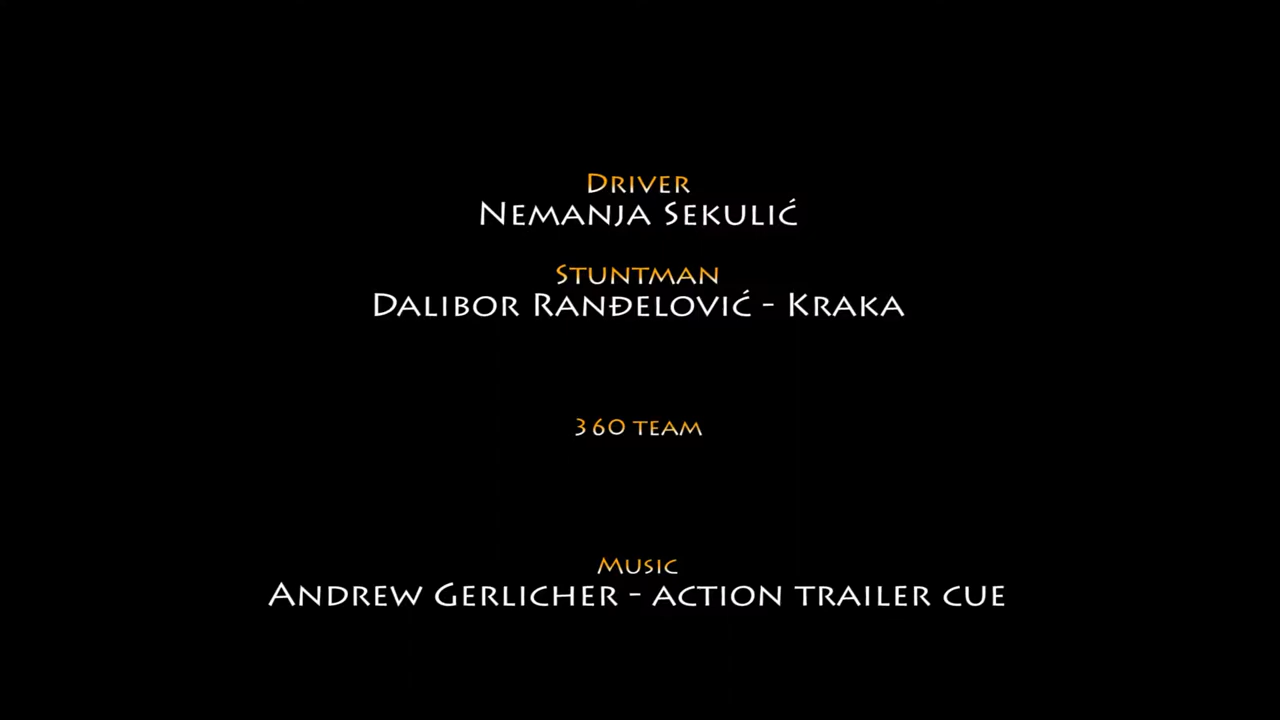 Driver
Nemanja Sekulić
Stuntman
Dalibor Ranđelović - Kraka
360 team
Music
Andrew Gerlicher - action trailer cue